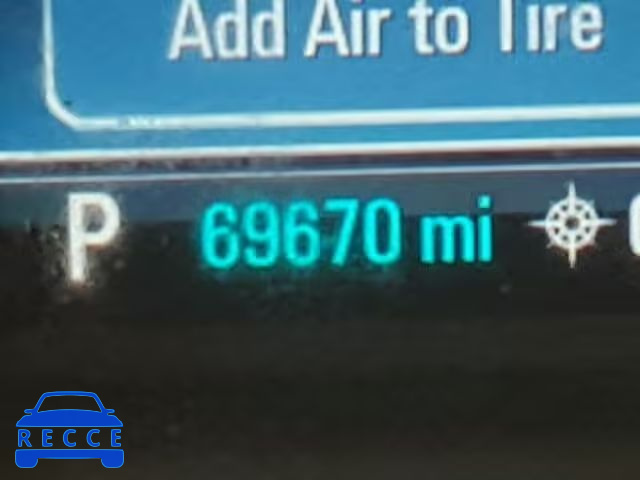 Add Air to Tire
P 69670 mi
RECCE